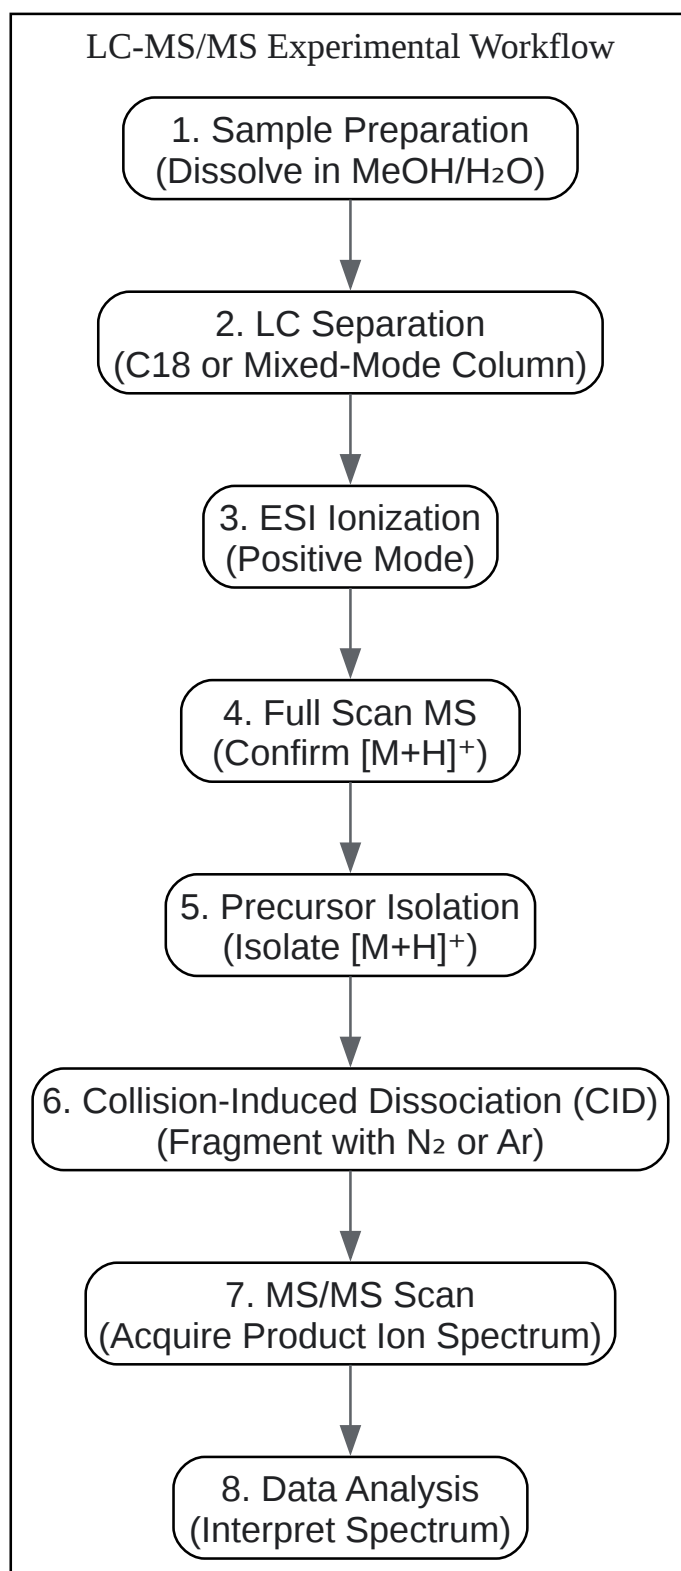 LC-MS/MS Experimental Workflow
1. Sample Preparation
(Dissolve in MeOH/H₂O)
2. LC Separation
(C18 or Mixed-Mode Column)
3. ESI Ionization
(Positive Mode)
4. Full Scan MS
(Confirm [M+H]⁺)
5. Precursor Isolation
(Isolate [M+H]⁺)
6. Collision-Induced Dissociation (CID)
(Fragment with N₂ or Ar)
7. MS/MS Scan
(Acquire Product Ion Spectrum)
8. Data Analysis
(Interpret Spectrum)